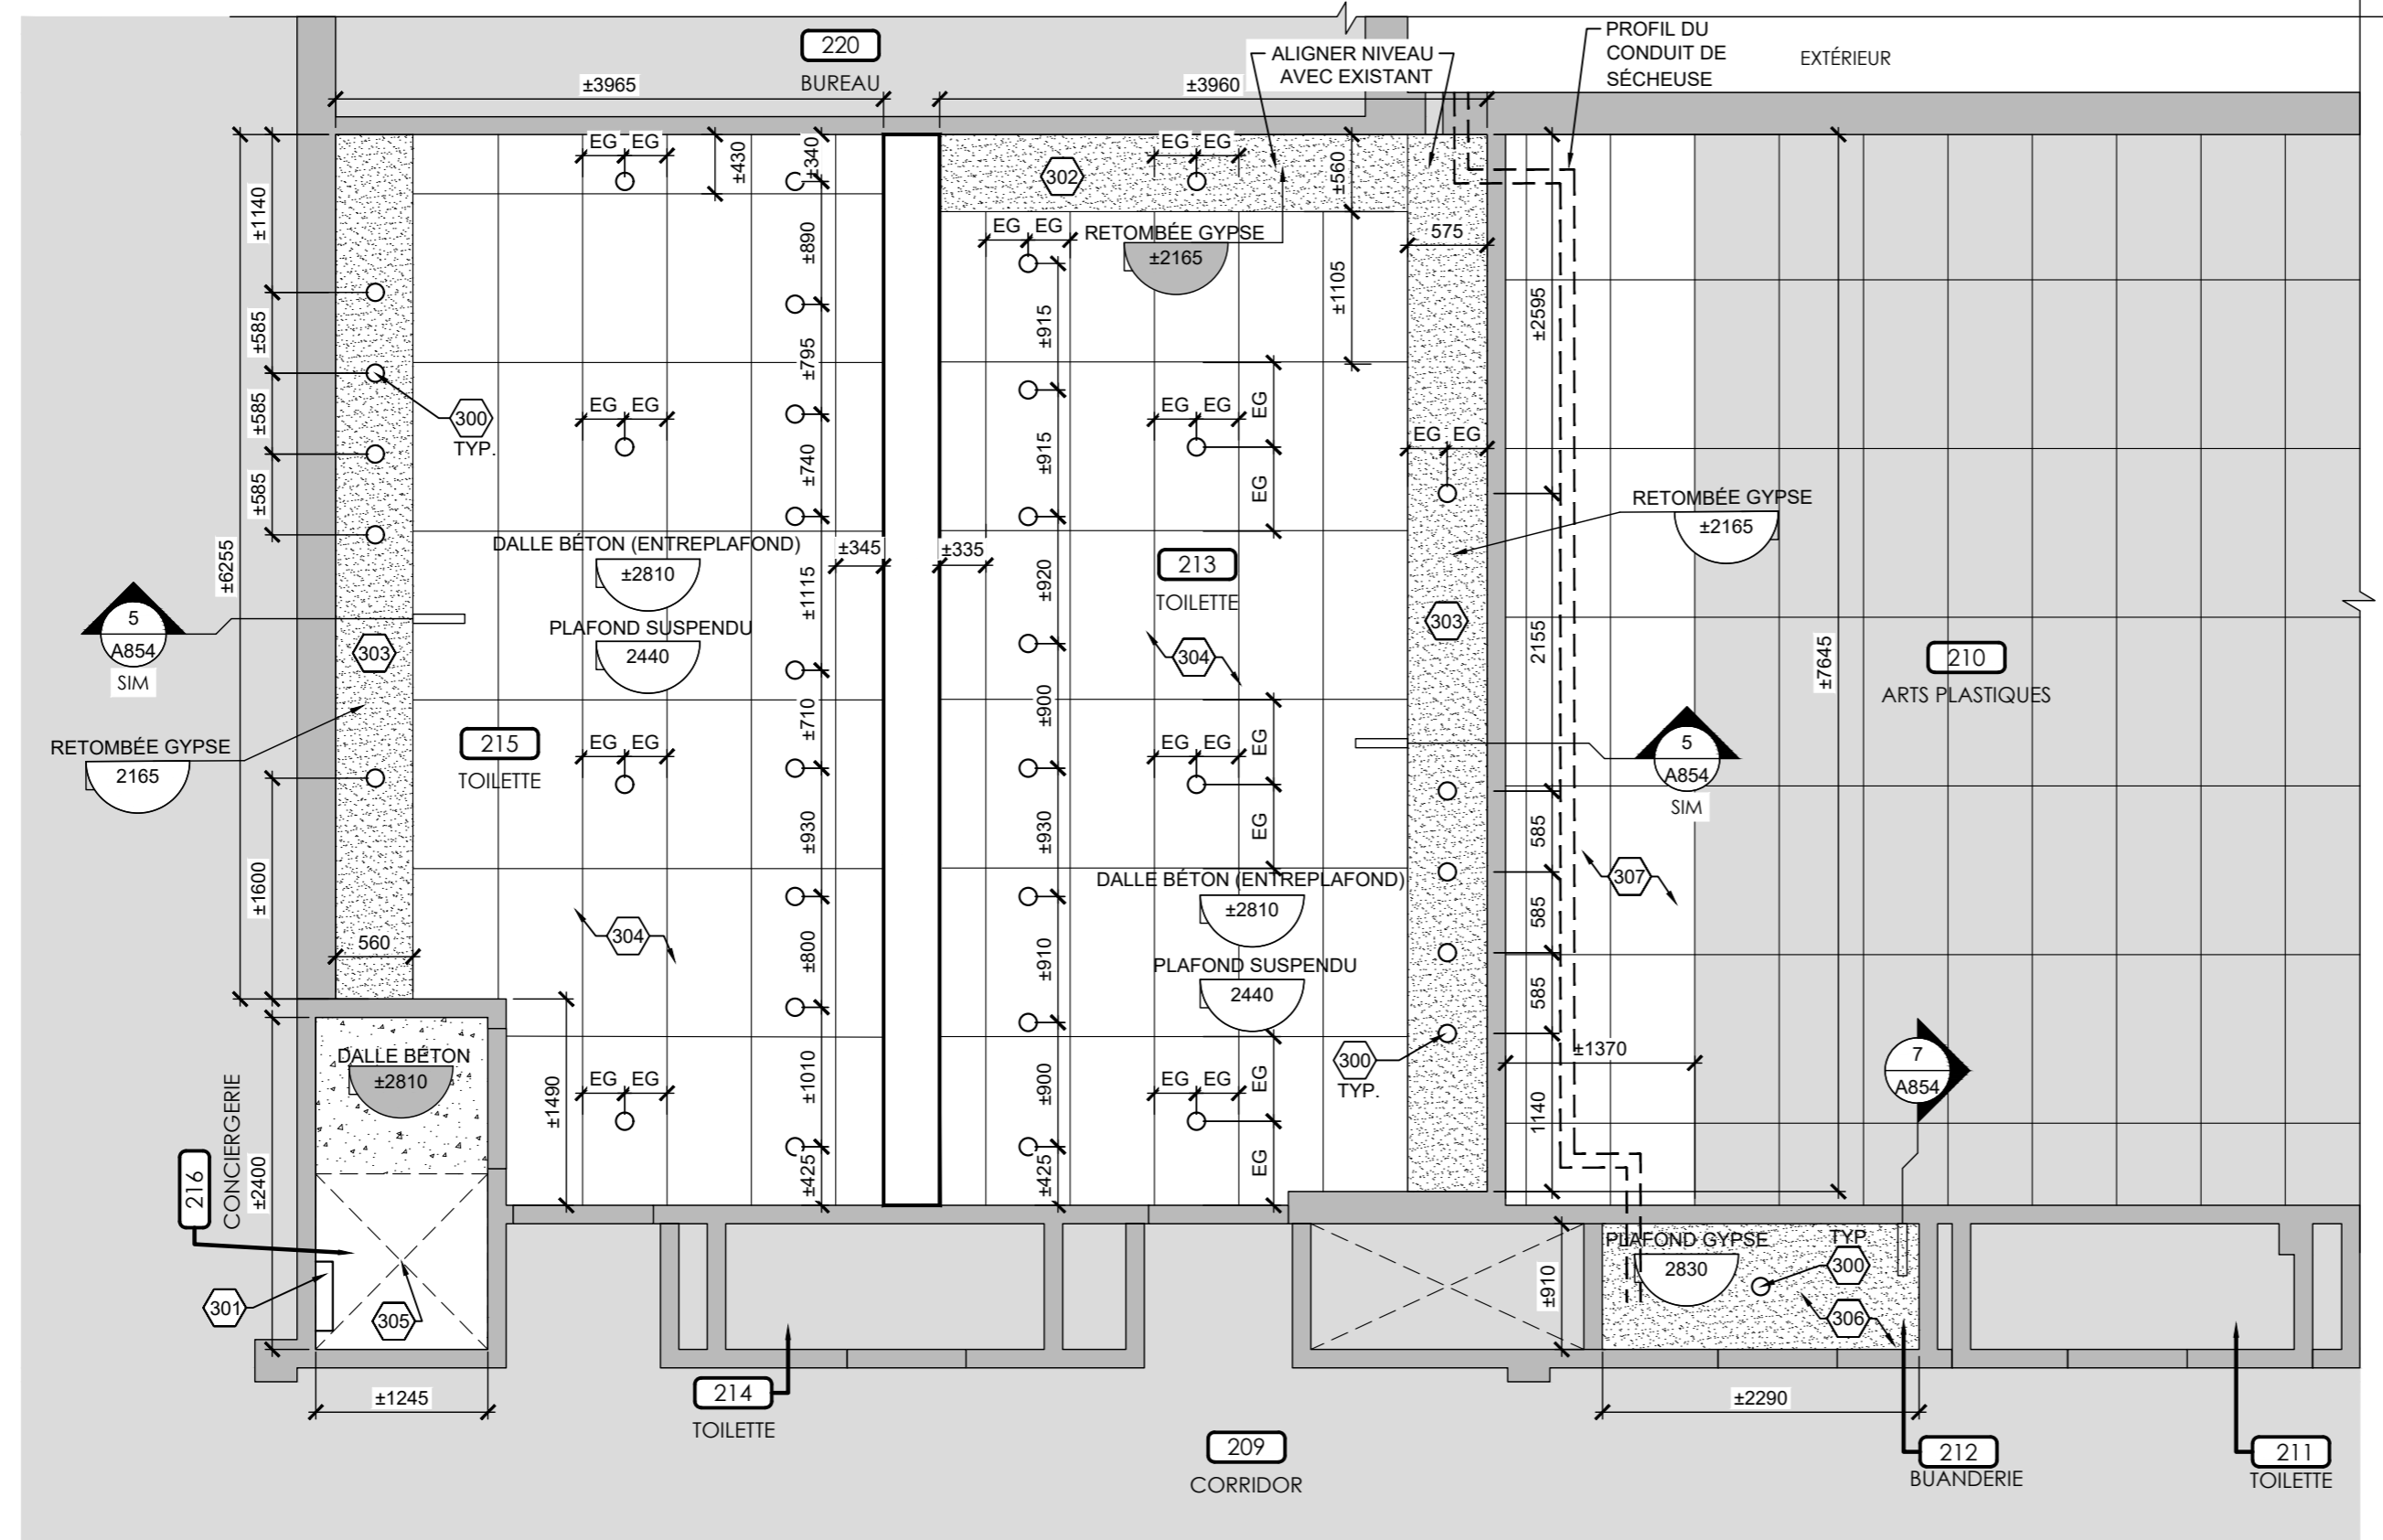 220
BUREAU
±3965
±3960
ALIGNER NIVEAU
AVEC EXISTANT
PROFIL DU
CONDUIT DE
SÉCHEUSE
EXTÉRIEUR
EG EG
±430
±340
302
EG EG
±560
±1140
±890
EG EG
RETOMBÉE GYPSE
±2165
575
±1105
±2595
±585
±915
±795
300
TYP.
EG EG
±585
±740
±915
EG EG
EG
EG
EG EG
±585
RETOMBÉE GYPSE
±2165
±6255
DALLE BÉTON (ENTREPLAFOND)
±2810
±345
±335
±1115
±920
213
TOILETTE
5
A854
SIM
PLAFOND SUSPENDU
2440
303
304
303
2155
±7645
210
ARTS PLASTIQUES
RETOMBÉE GYPSE
2165
215
TOILETTE
EG EG
±710
±900
EG EG
EG
EG
5
A854
SIM
±1600
±930
±930
585
307
DALLE BÉTON (ENTREPLAFOND)
±2810
585
560
304
±800
±910
PLAFOND SUSPENDU
2440
585
DALLE BÉTON
±2810
±1490
EG EG
±1010
±900
EG EG
EG
EG
300
TYP.
±1370
1140
7
A854
CONCIERGERIE
216
±2400
±425
±425
301
305
±910
PLAFOND GYPSE
2830
TYP.
300
306
±1245
214
TOILETTE
±2290
209
CORRIDOR
212
BUANDERIE
211
TOILETTE